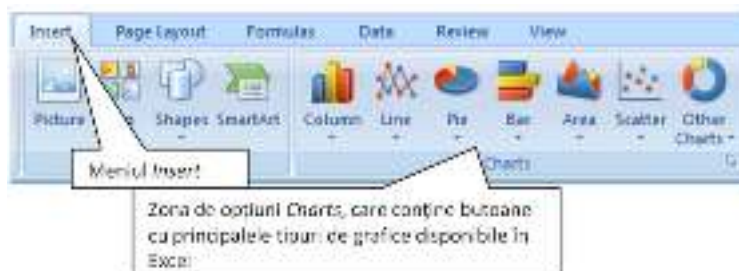 Insert Page Layout Formulas Data Review View
Picture Shapes SmartArt Column Line Pie Bar Area Scatter Other
Charts
Charts
Meniul Insert
Zona de opțiuni Charts, care conține butoane
cu principalele tipuri de grafice disponibile în
Excel